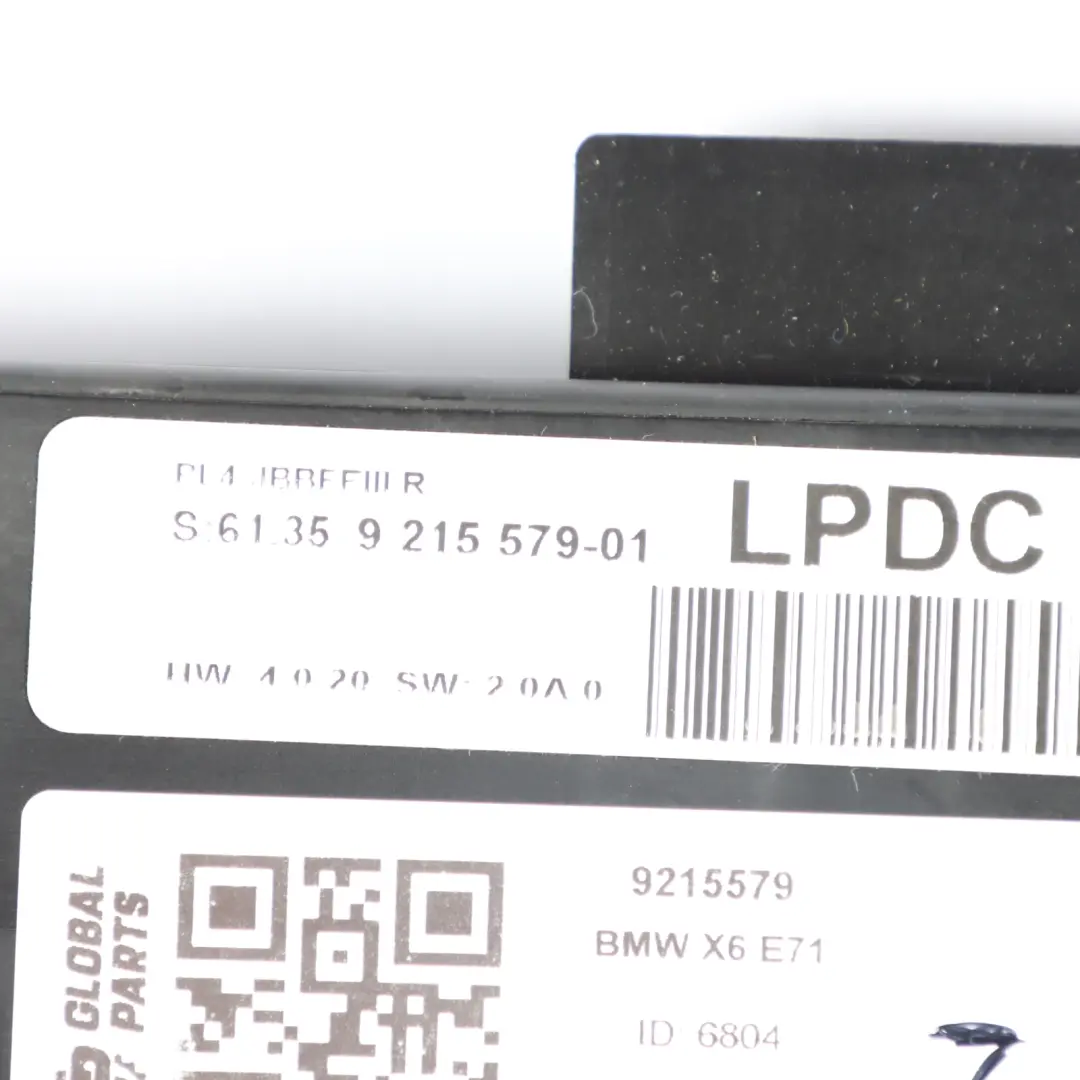 PL4 JBBFEIII R
S:61.35 9 215 579-01
LPDC
HW: 4.0.20 SW: 2.0A.0
9215579
BMW X6 E71
ID: 6804
GLOBAL
PARTS
7